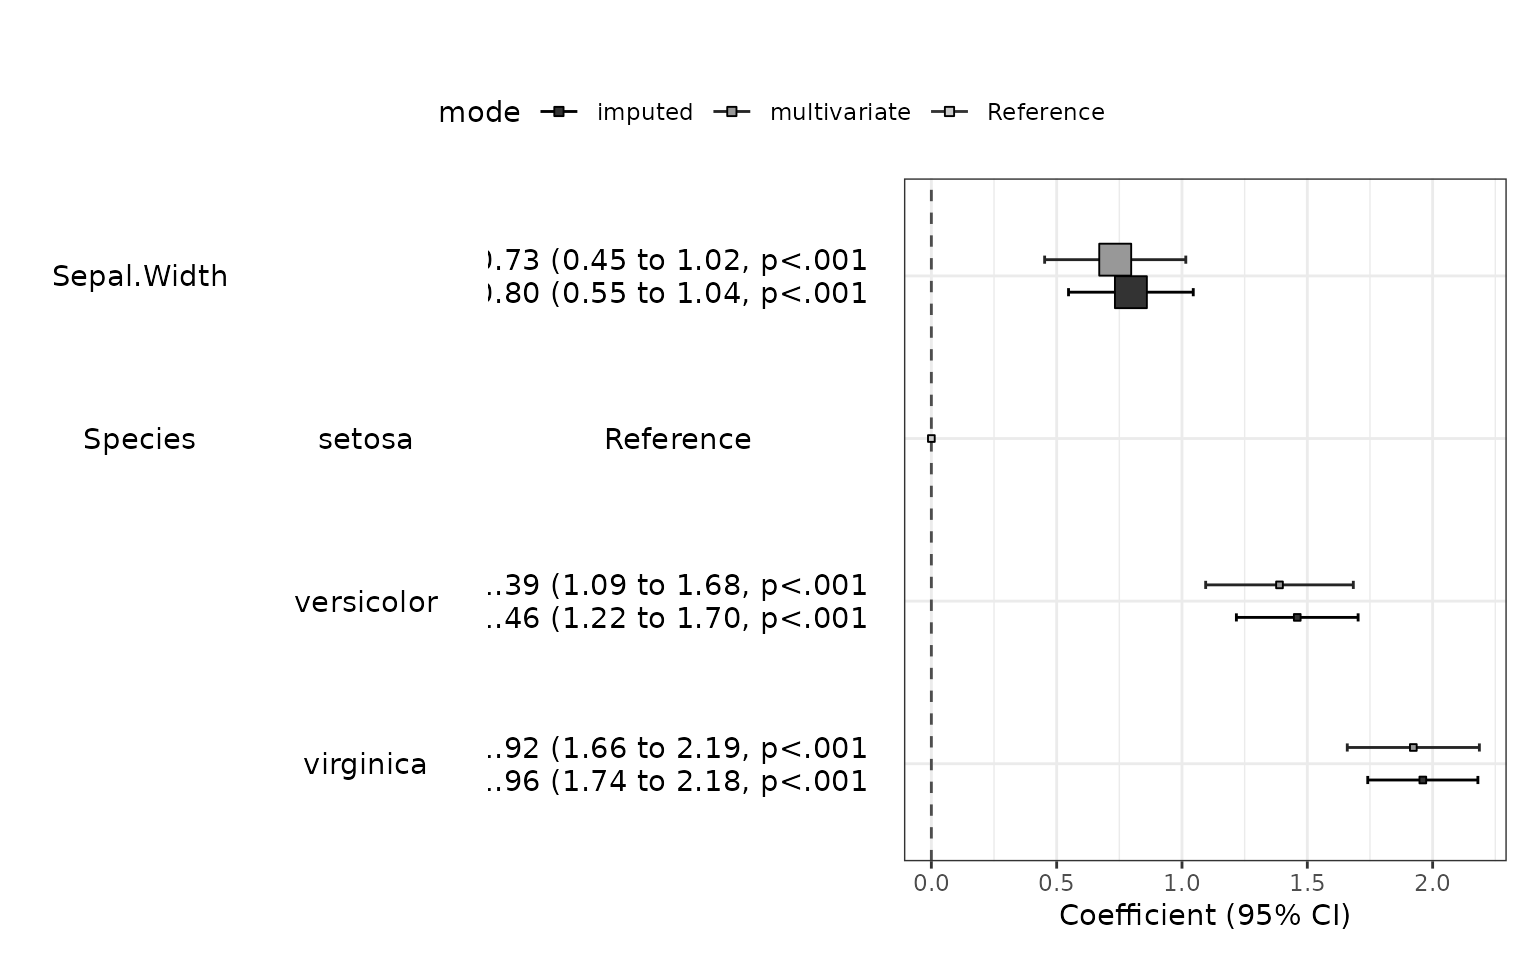 mode imputed multivariate Reference
Sepal.Width
.73 (0.45 to 1.02, p<.001
.80 (0.55 to 1.04, p<.001
Species setosa Reference
versicolor
.39 (1.09 to 1.68, p<.001
.46 (1.22 to 1.70, p<.001
virginica
.92 (1.66 to 2.19, p<.001
.96 (1.74 to 2.18, p<.001
0.0 0.5 1.0 1.5 2.0
Coefficient (95% CI)